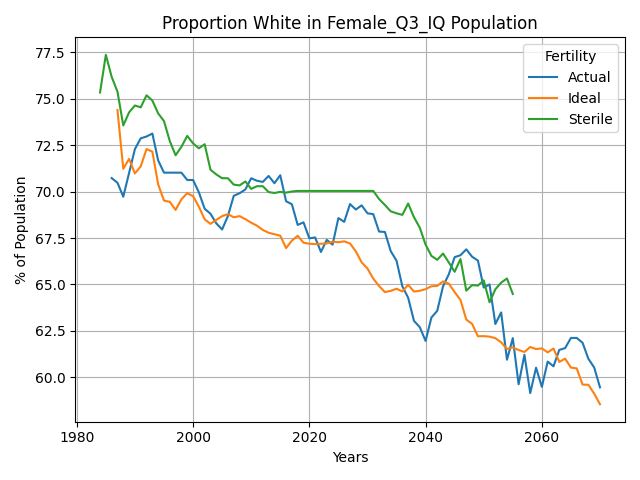 Proportion White in Female_Q3_IQ Population
% of Population
77.5
75.0
72.5
70.0
67.5
65.0
62.5
60.0
Fertility
Actual
Ideal
Sterile
1980
2000
2020
2040
2060
Years